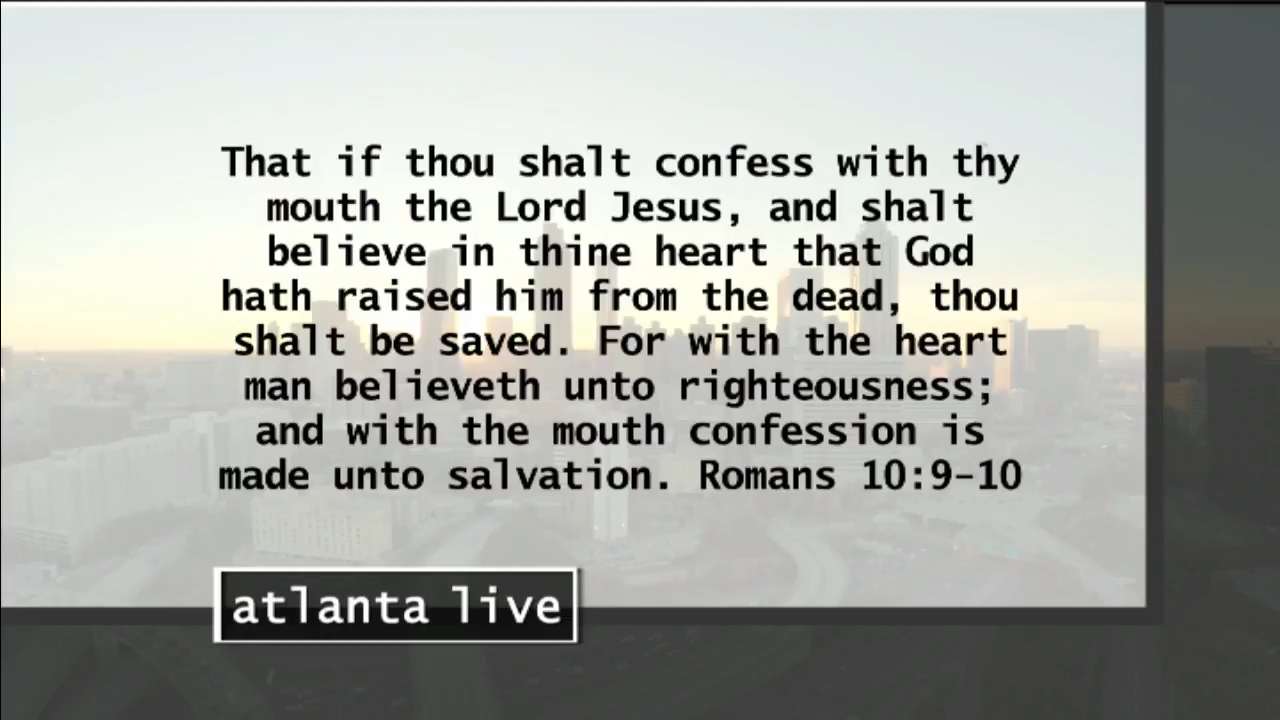 That if thou shalt confess with thy
mouth the Lord Jesus, and shalt
believe in thine heart that God
hath raised him from the dead, thou
shalt be saved. For with the heart
man believeth unto righteousness;
and with the mouth confession is
made unto salvation. Romans 10:9-10
atlanta live